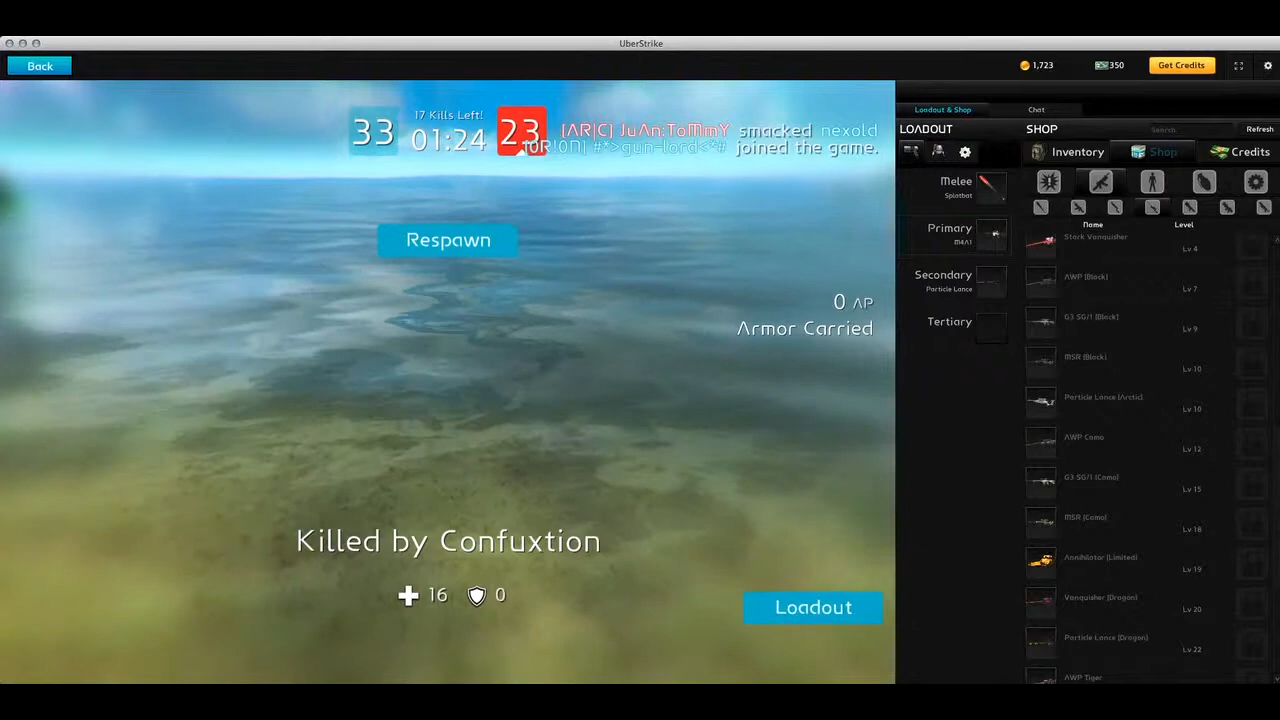 UberStrike
Back
1,723
350
Get Credits
17 Kills Left!
33
01:24
23
[AR|C] JuAn:ToMmY smacked nexold
joined the game.
Respawn
0 AP
Armor Carried
Killed by Confuxtion
16
0
Loadout
Loadout & Shop
Chat
LOADOUT
SHOP
Search
Refresh
Inventory
Shop
Credits
Melee
Splatbat
Primary
M4A1
Secondary
Particle Lance
Tertiary
Name Level
Stark Vanquisher
Lv 4
AWP [Block]
Lv 7
G3 SG/1 [Block]
Lv 9
MSR [Block]
Lv 10
Particle Lance [Arctic]
Lv 10
AWP Camo
Lv 12
G3 SG/1 [Camo]
Lv 15
MSR [Camo]
Lv 18
Annihilator [Limited]
Lv 19
Vanquisher [Dragon]
Lv 20
Particle Lance [Dragon]
Lv 22
AWP Tiger